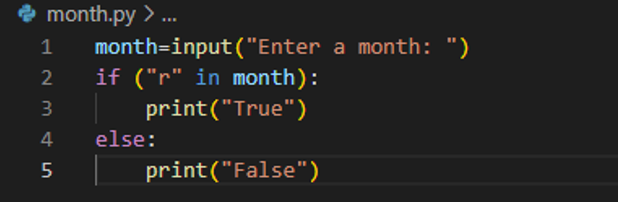 month.py > ...
1 month=input("Enter a month: ")
2 if ("r" in month):
3     print("True")
4 else:
5     print("False")